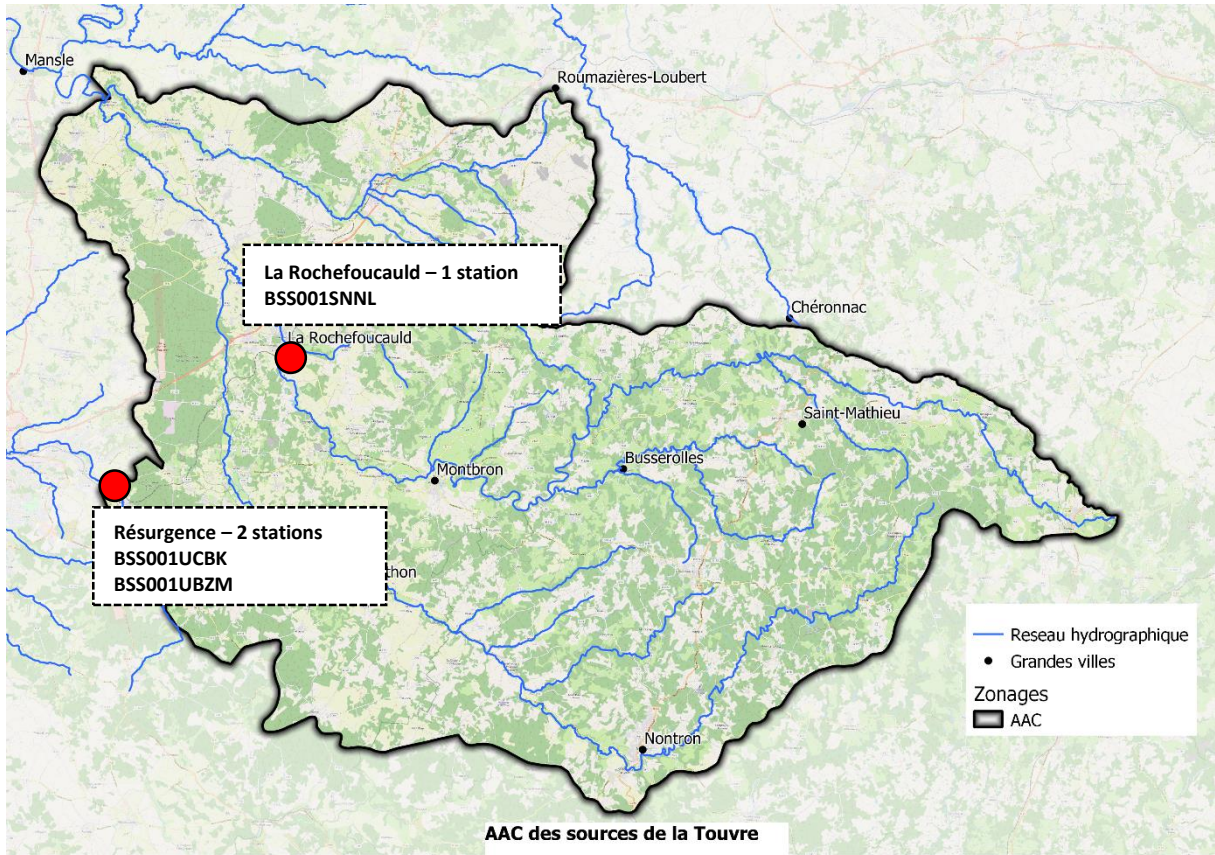 Mansle
Roumazières-Loubert
La Rochefoucauld – 1 station
BSS001SNNL
La Rochefoucauld
Chéronnac
Saint-Mathieu
Busserolles
Montbron
Résurgence – 2 stations
BSS001UCBK
BSS001UBZM
thon
Nontron
Reseau hydrographique
Grandes villes
Zonages
AAC
AAC des sources de la Touvre